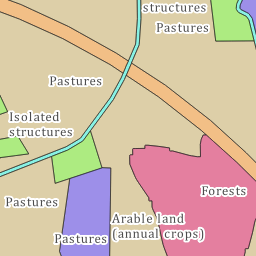 structures
Pastures
Pastures
Isolated
structures
Forests
Pastures
Arable land
(annual crops)
Pastures